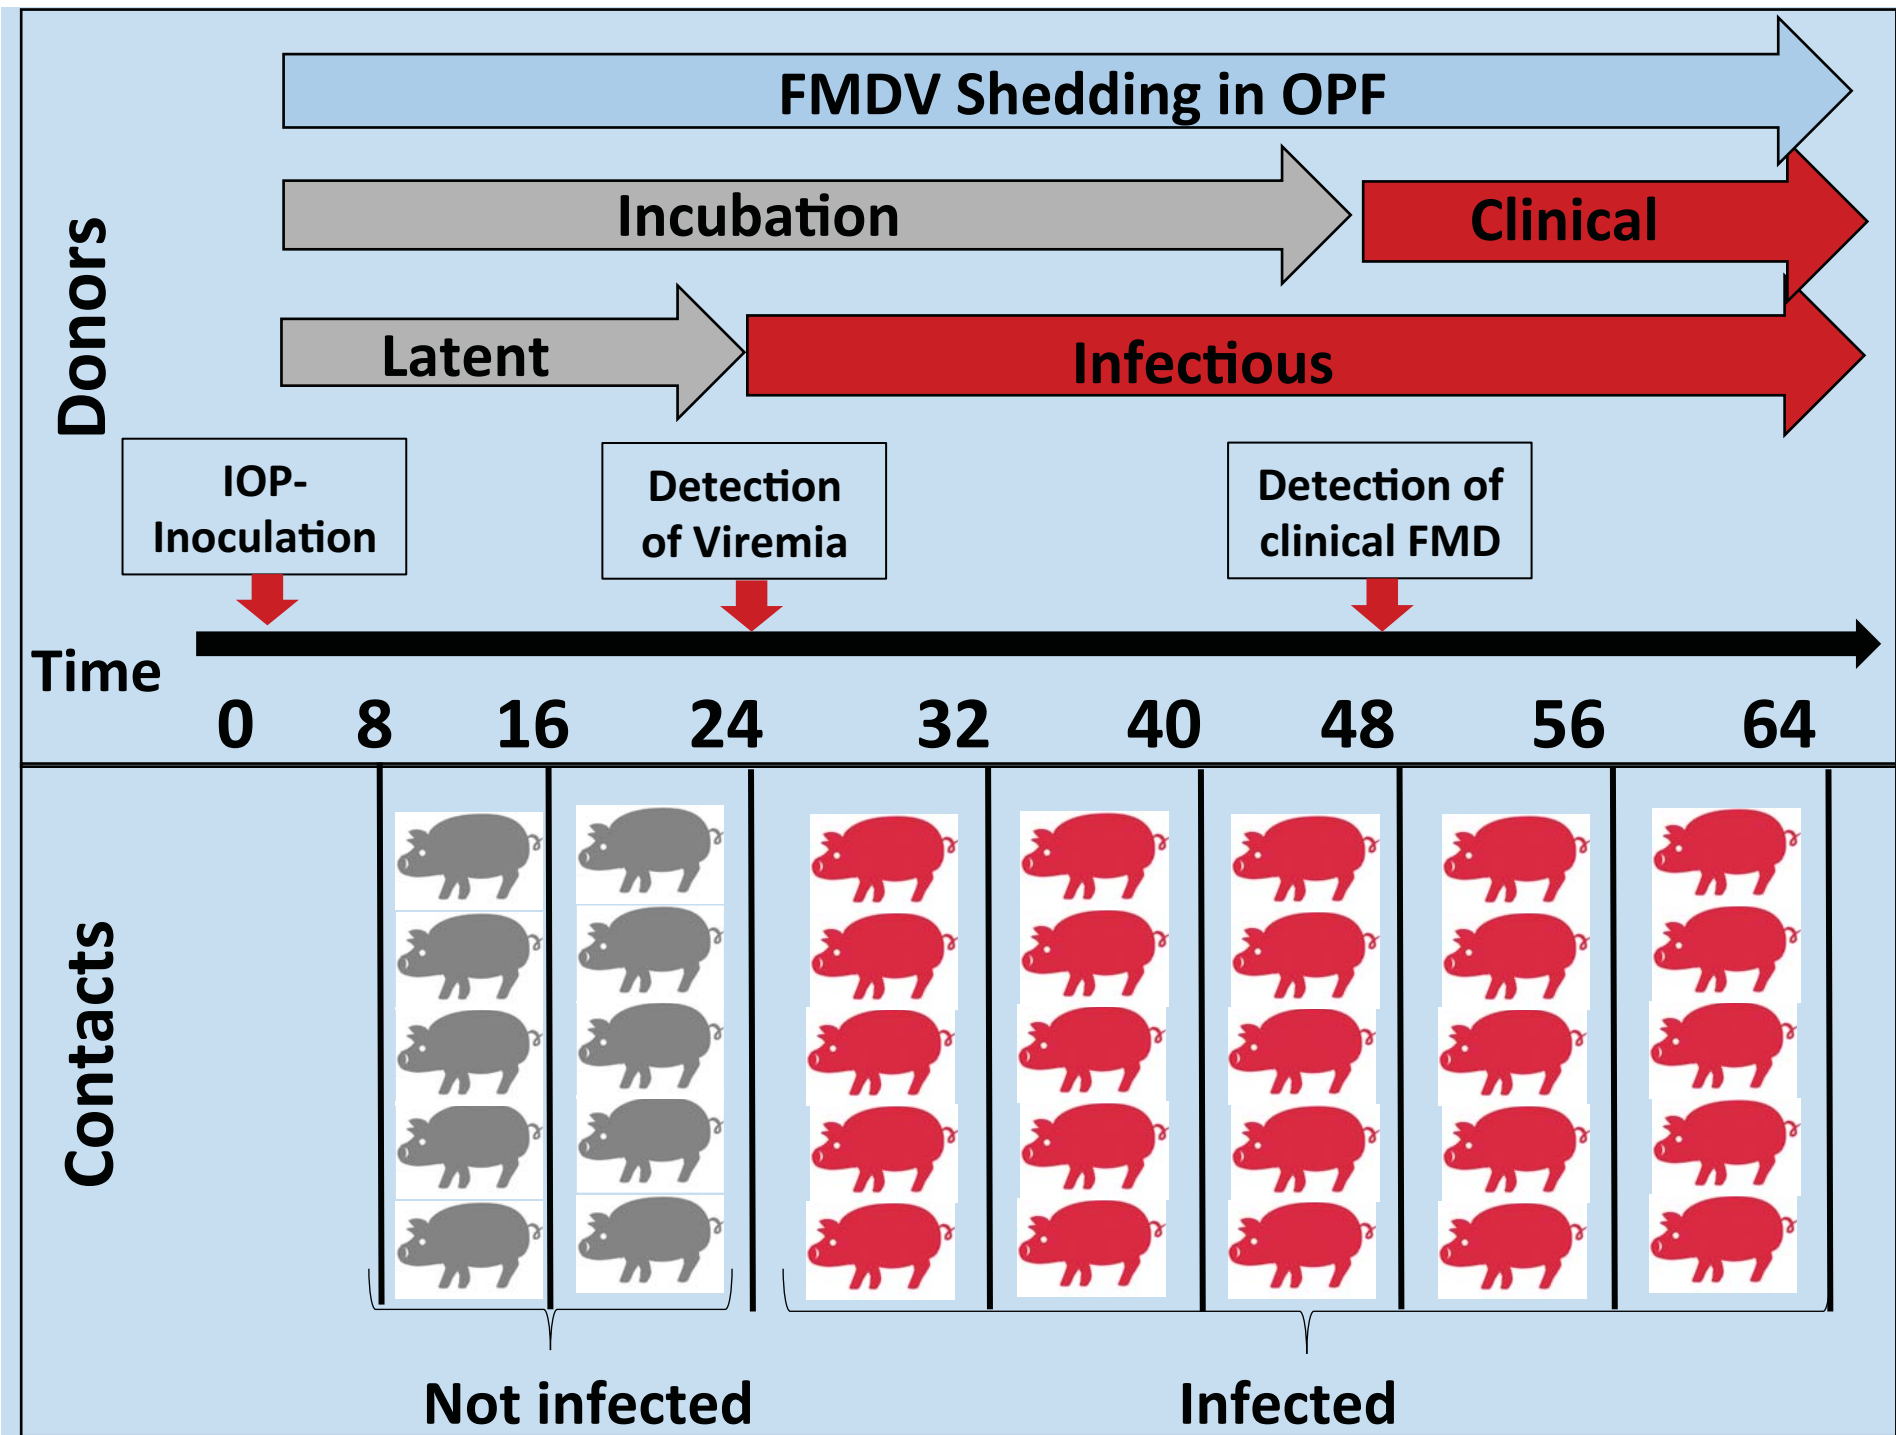 FMDV Shedding in OPF
Incubation
Clinical
Latent
Infectious
Donors
IOP-
Inoculation
Detection
of Viremia
Detection of
clinical FMD
Time
0 8 16 24 32 40 48 56 64
Contacts
Not infected
Infected